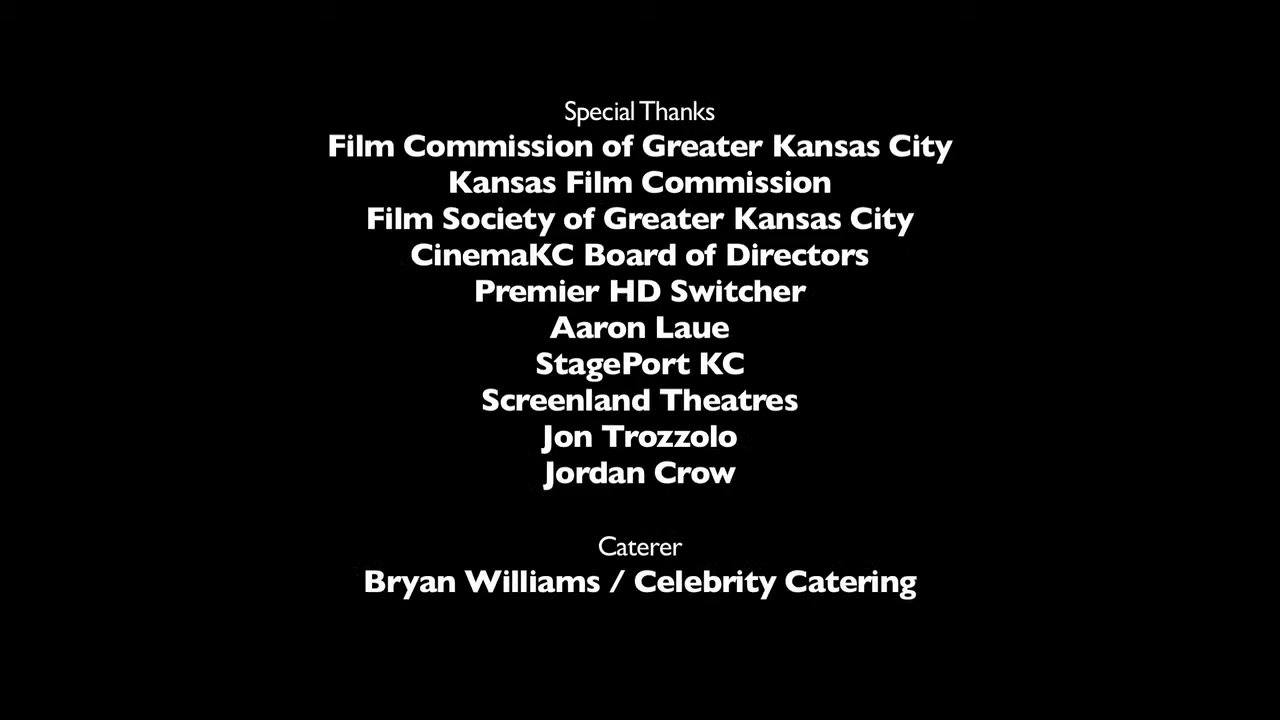 Special Thanks
Film Commission of Greater Kansas City
Kansas Film Commission
Film Society of Greater Kansas City
CinemaKC Board of Directors
Premier HD Switcher
Aaron Laue
StagePort KC
Screenland Theatres
Jon Trozzolo
Jordan Crow
Caterer
Bryan Williams / Celebrity Catering